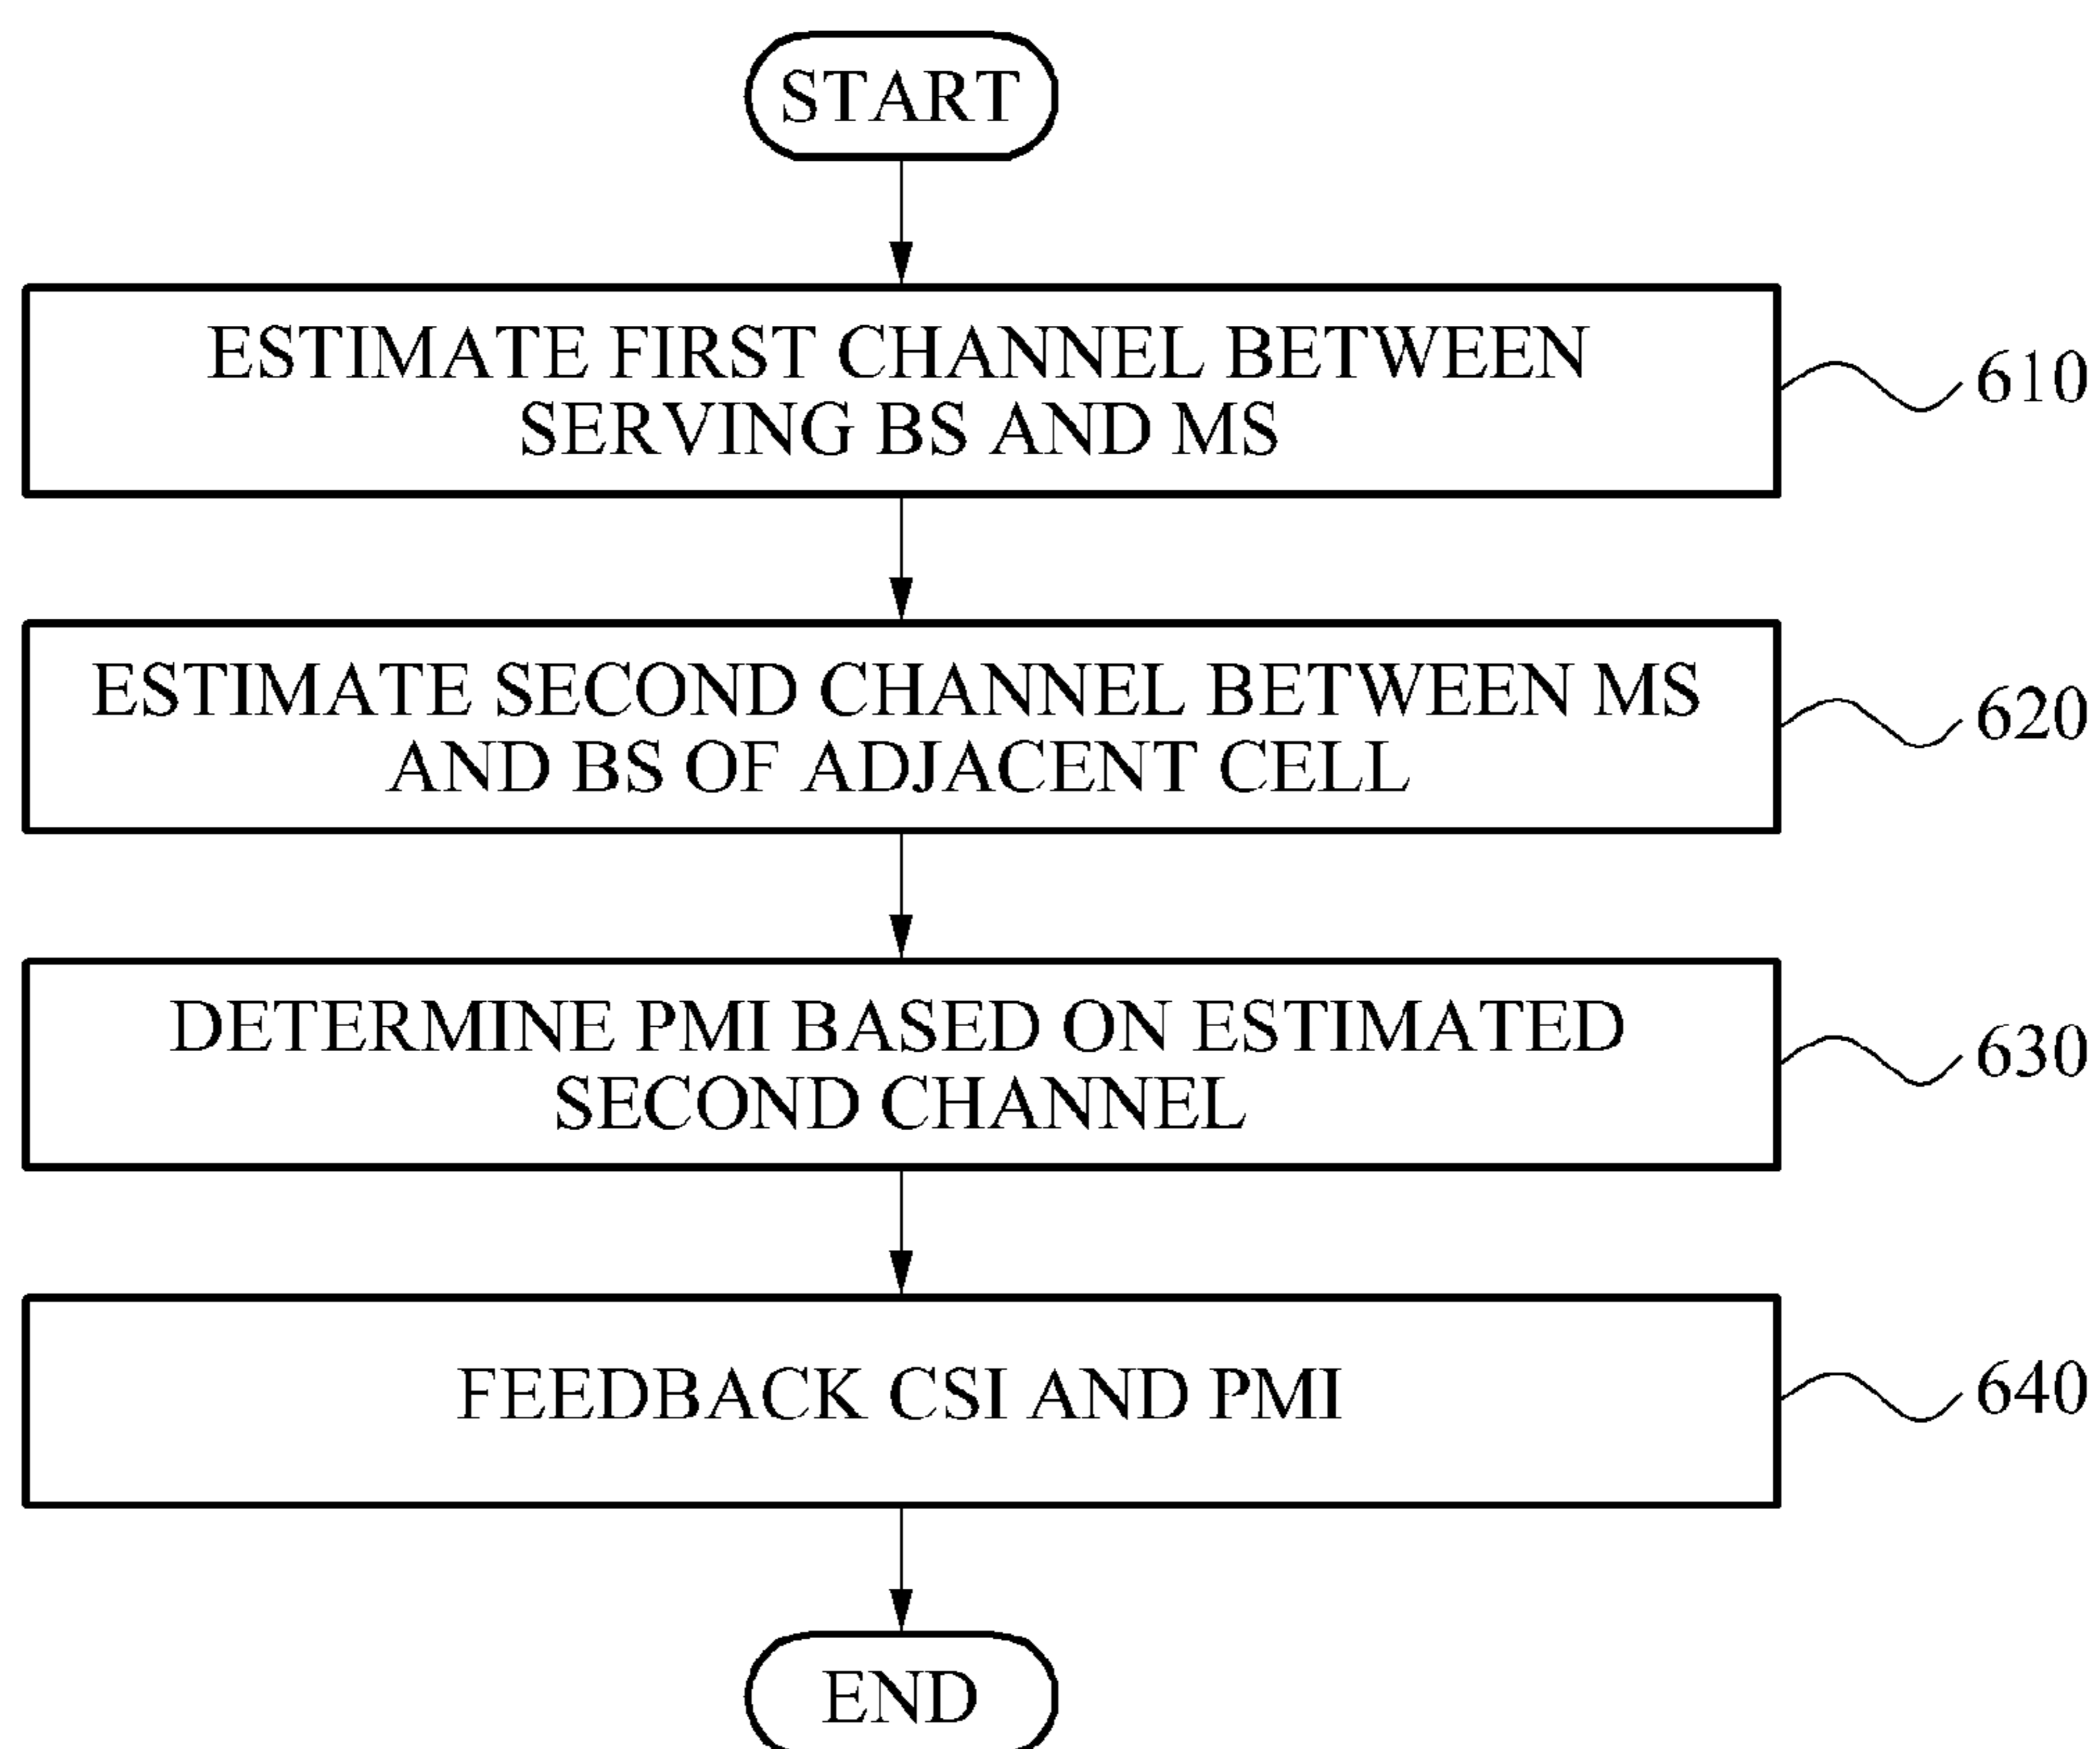 START
ESTIMATE FIRST CHANNEL BETWEEN
SERVING BS AND MS
610
ESTIMATE SECOND CHANNEL BETWEEN MS
AND BS OF ADJACENT CELL
620
DETERMINE PMI BASED ON ESTIMATED
SECOND CHANNEL
630
FEEDBACK CSI AND PMI
640
END